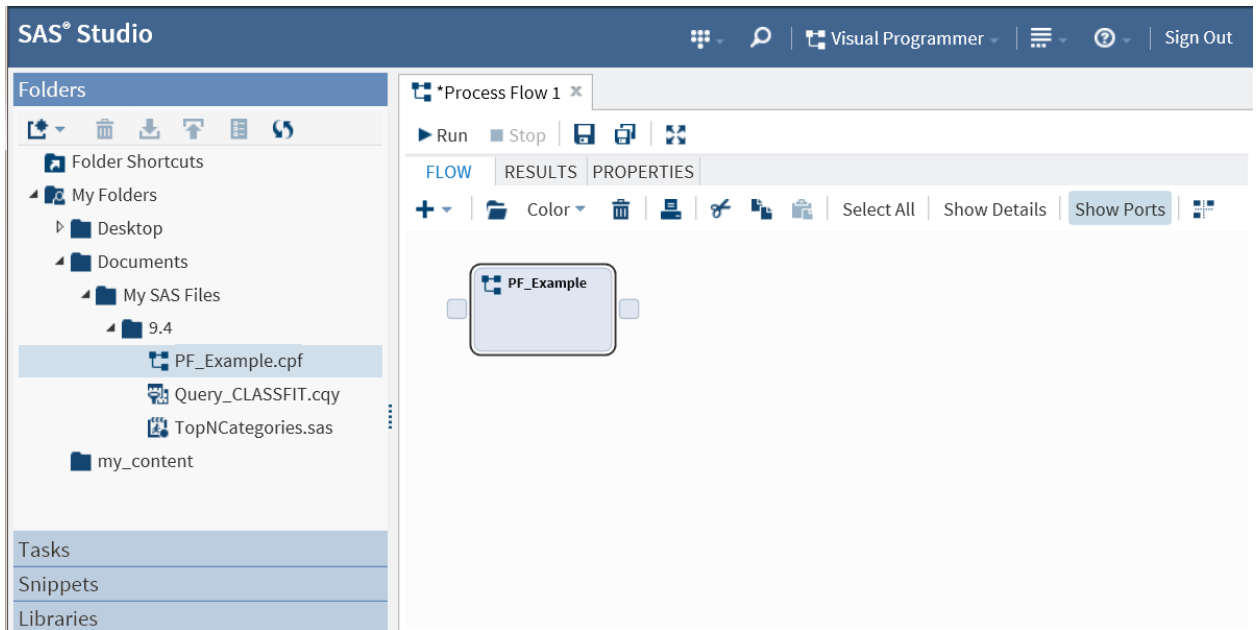 SAS® Studio
Visual Programmer
Sign Out
Folders
Folder Shortcuts
My Folders
Desktop
Documents
My SAS Files
9.4
PF_Example.cpf
Query_CLASSFIT.cqy
TopNCategories.sas
my_content
Tasks
Snippets
Libraries
*Process Flow 1
Run Stop
FLOW RESULTS PROPERTIES
Color Select All Show Details Show Ports
PF_Example